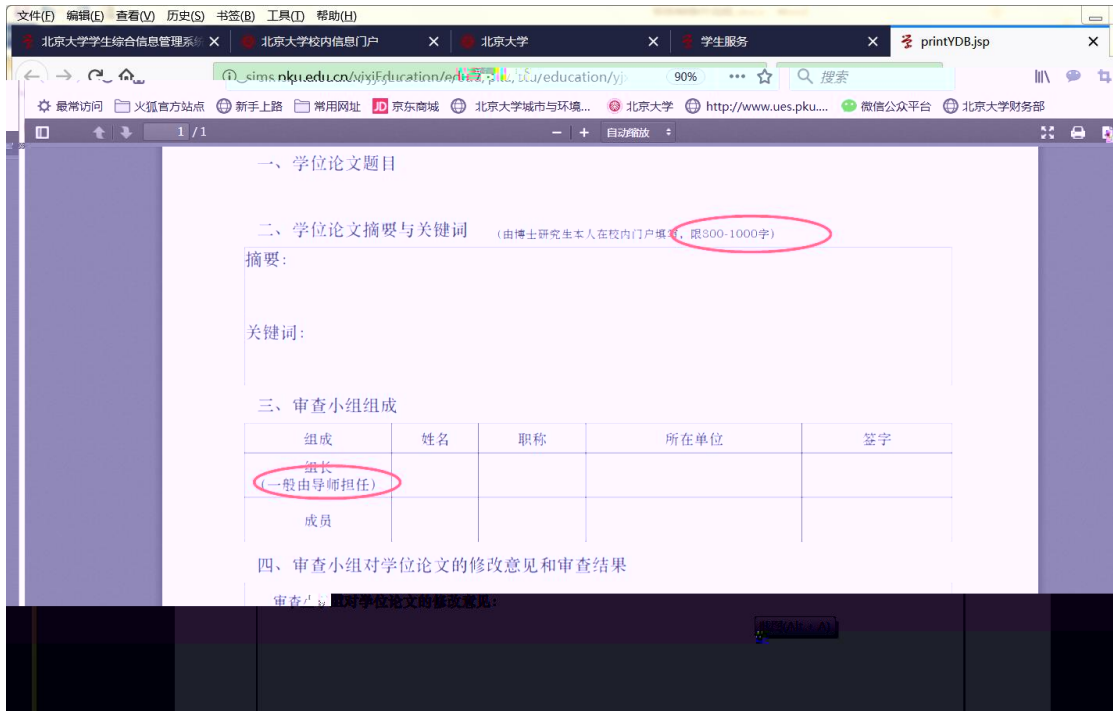 文件(F) 编辑(E) 查看(V) 历史(S) 书签(B) 工具(T) 帮助(H)
北京大学学生综合信息管理系统 北京大学校内信息门户 北京大学 学生服务 printYDB.jsp
90% 搜索
最常访问 火狐官方站点 新手上路 常用网址 JD 京东商城 北京大学城市与环境... 北京大学 http://www.ues.pku.... 微信公众平台 北京大学财务部
1 / 1 自动缩放
一、学位论文题目
二、学位论文摘要与关键词 (由博士研究生本人在校内门户填写，限800-1000字)
摘要:
关键词:
三、审查小组组成
组成 姓名 职称 所在单位 签字
组长
(一般由导师担任)
成员
四、审查小组对学位论文的修改意见和审查结果
审查小组对学位论文的修改意见: